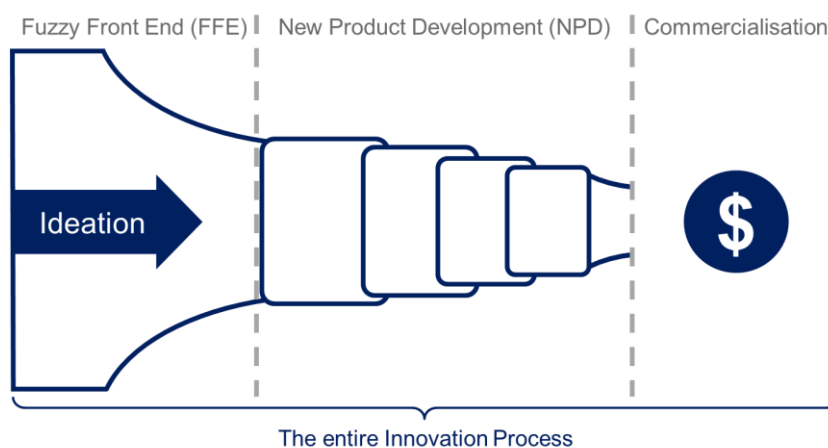 Fuzzy Front End (FFE)
New Product Development (NPD)
Commercialisation
Ideation
$
The entire Innovation Process